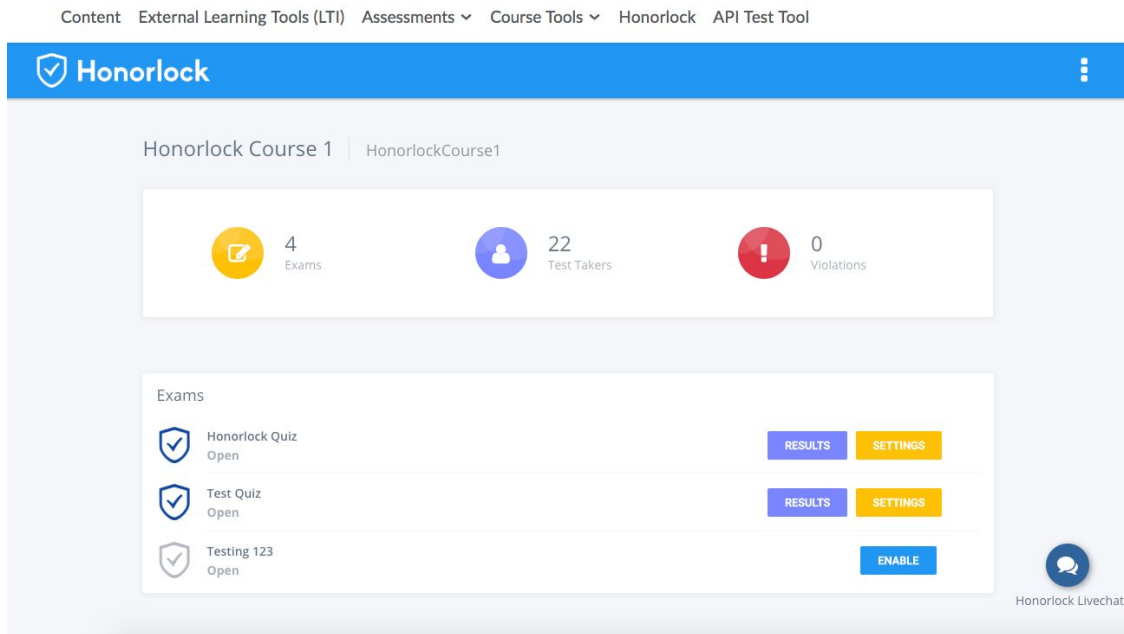 Content External Learning Tools (LTI) Assessments Course Tools Honorlock API Test Tool
Honorlock
Honorlock Course 1 HonorlockCourse1
4 22 0
Exams Test Takers Violations
Exams
Honorlock Quiz
Open
RESULTS SETTINGS
Test Quiz
Open
RESULTS SETTINGS
Testing 123
Open
ENABLE
Honorlock Livechat